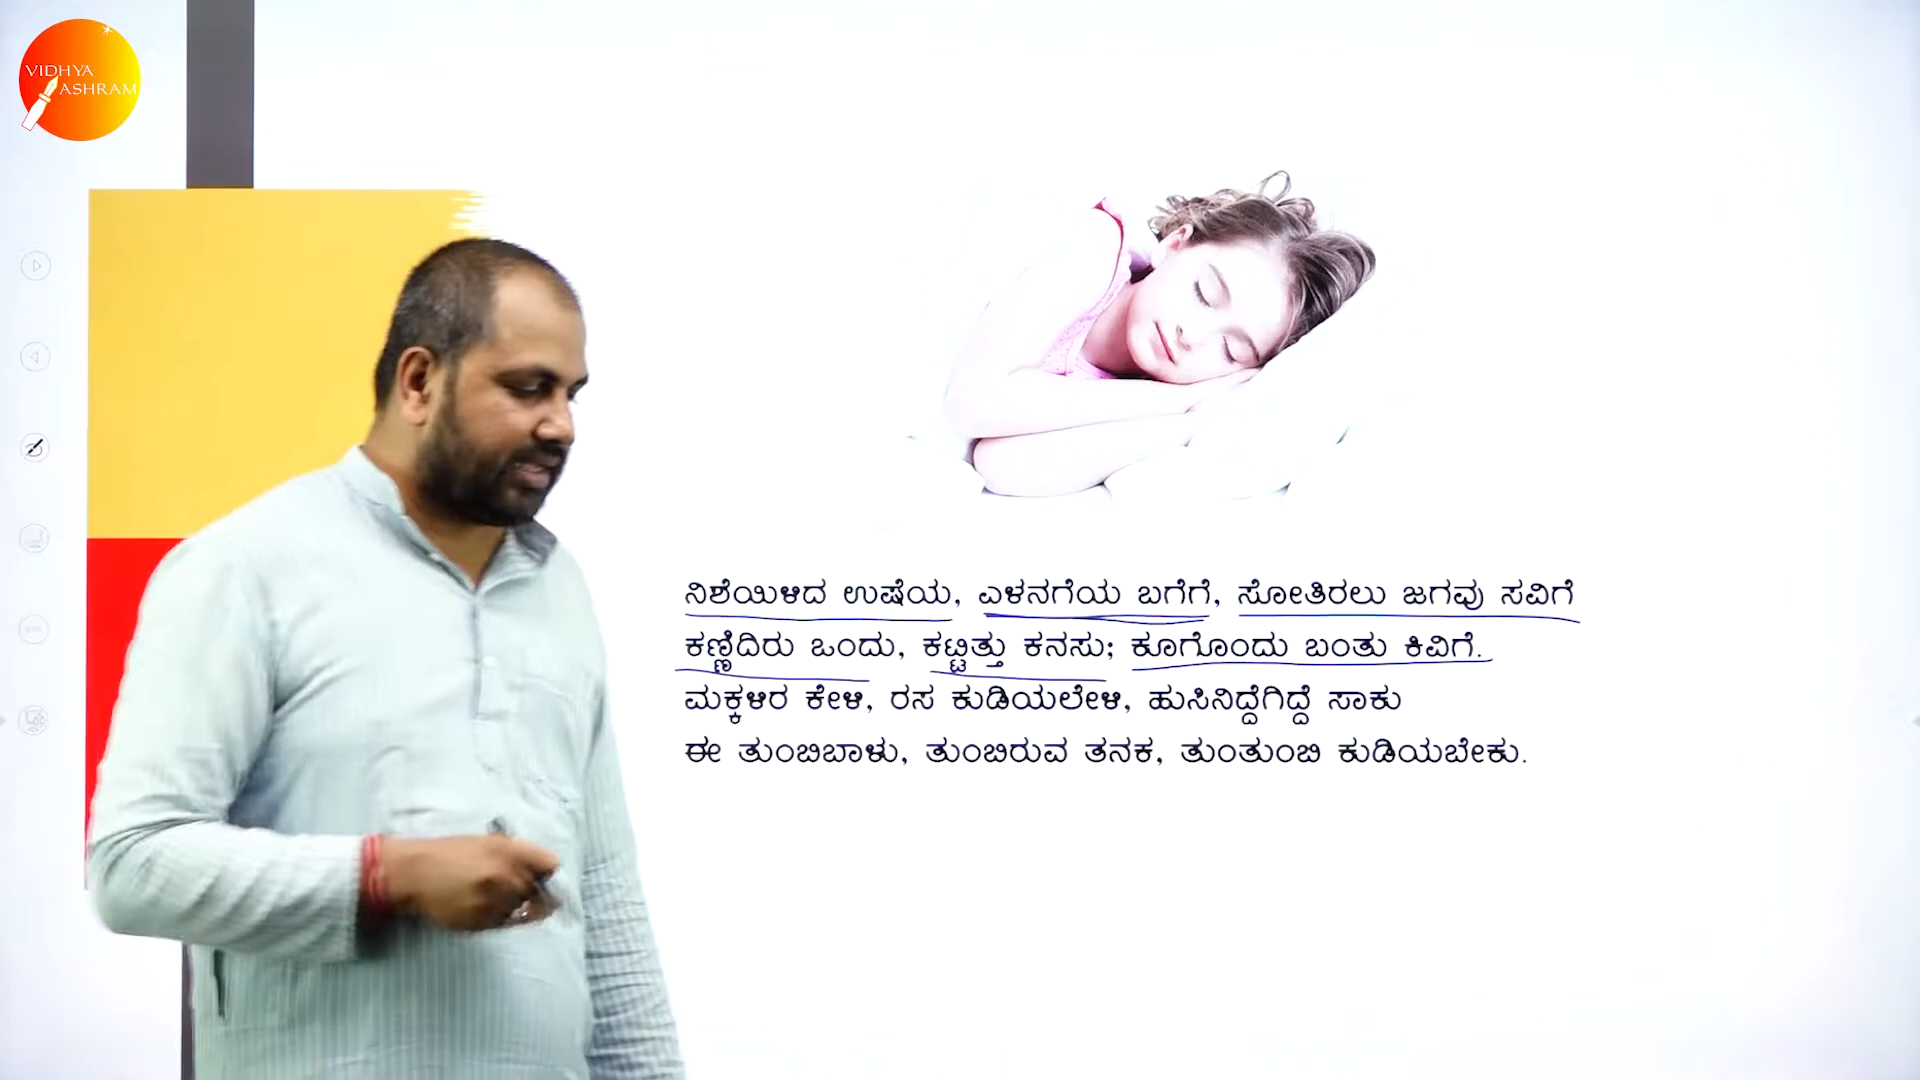 VIDHYA
ASHRAM
ನಿಶೆಯಿಳಿದ ಉಷೆಯ, ಎಳನಗೆಯ ಬಗೆಗೆ, ಸೋತಿರಲು ಜಗವು ಸವಿಗೆ
ಕಣ್ಣಿದಿರು ಒಂದು, ಕಟ್ಟಿತ್ತು ಕನಸು; ಕೂಗೊಂದು ಬಂತು ಕಿವಿಗೆ.
ಮಕ್ಕಳಿರ ಕೇಳಿ, ರಸ ಕುಡಿಯಲೇಳಿ, ಹುಸಿನಿದ್ದೆಗಿದ್ದೆ ಸಾಕು
ಈ ತುಂಬಿಬಾಳು, ತುಂಬಿರುವ ತನಕ, ತುಂತುಂಬಿ ಕುಡಿಯಬೇಕು.